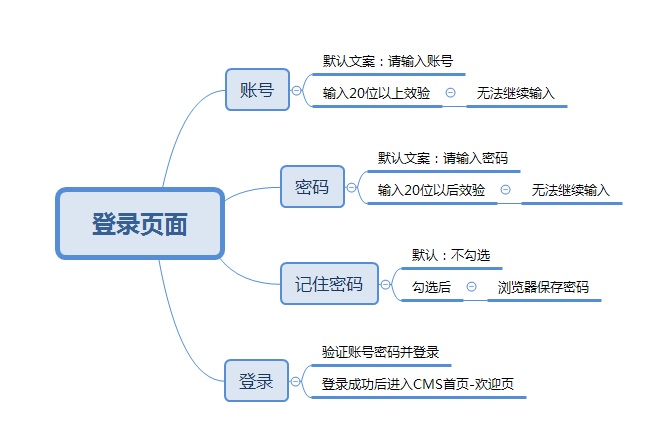 登录页面
账号
默认文案：请输入账号
输入20位以上效验
无法继续输入
密码
默认文案：请输入密码
输入20位以后效验
无法继续输入
记住密码
默认：不勾选
勾选后
浏览器保存密码
登录
验证账号密码并登录
登录成功后进入CMS首页-欢迎页